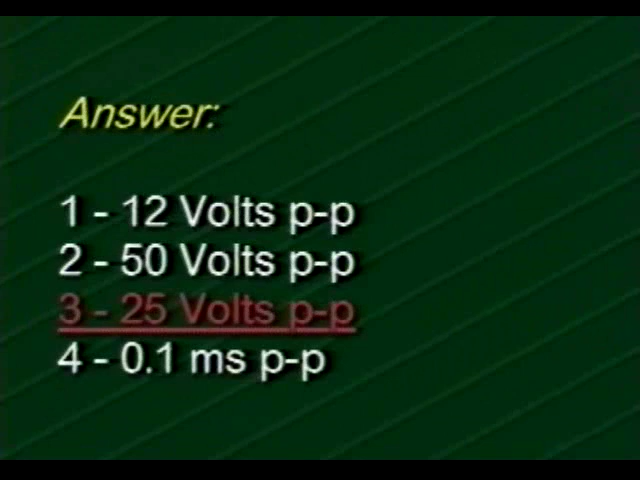 Answer:
1 - 12 Volts p-p
2 - 50 Volts p-p
3 - 25 Volts p-p
4 - 0.1 ms p-p